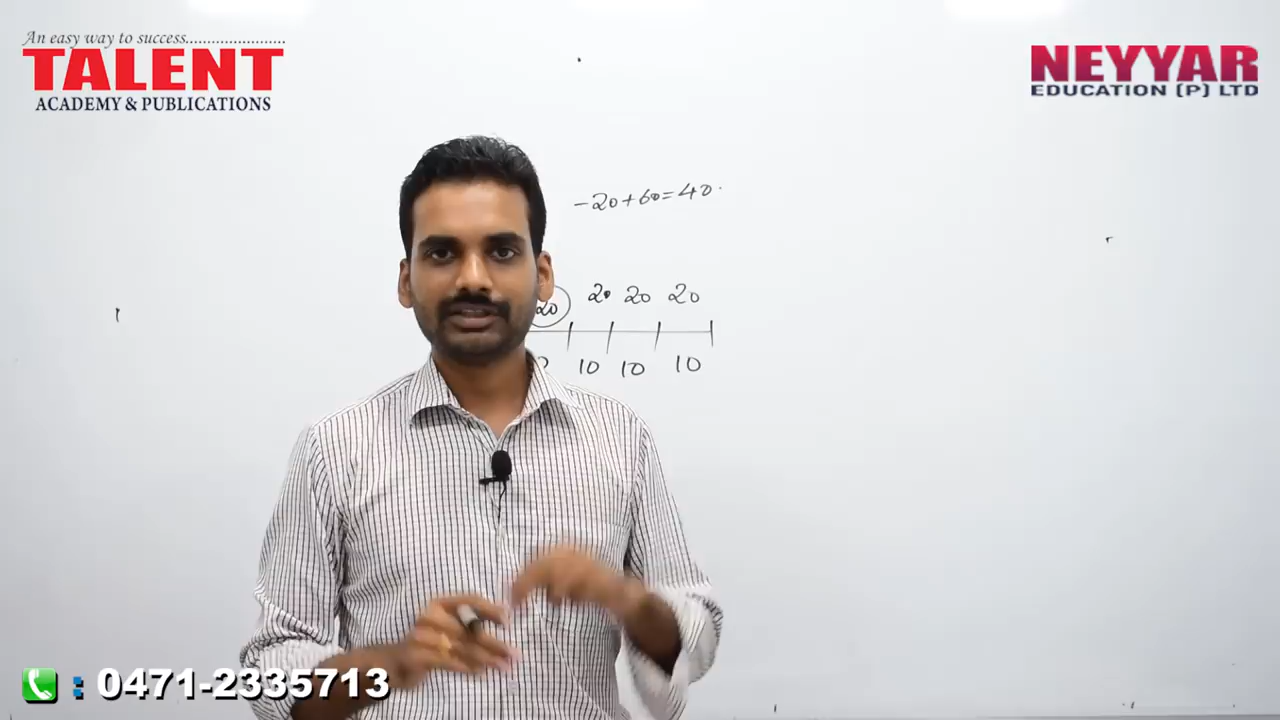 An easy way to success.......................
TALENT
ACADEMY & PUBLICATIONS
NEYYAR
EDUCATION (P) LTD
-20+60=40.
20 20 20 20
10 10 10
: 0471-2335713